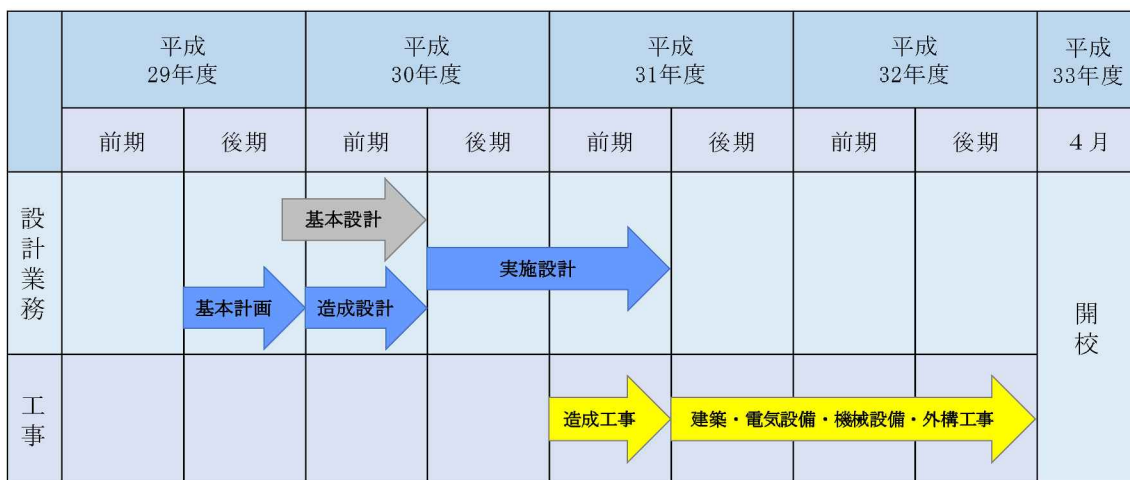 平成
29年度
平成
30年度
平成
31年度
平成
32年度
平成
33年度
前期
後期
前期
後期
前期
後期
前期
後期
4月
設計業務
基本設計
実施設計
基本計画
造成設計
開校
工事
造成工事
建築・電気設備・機械設備・外構工事